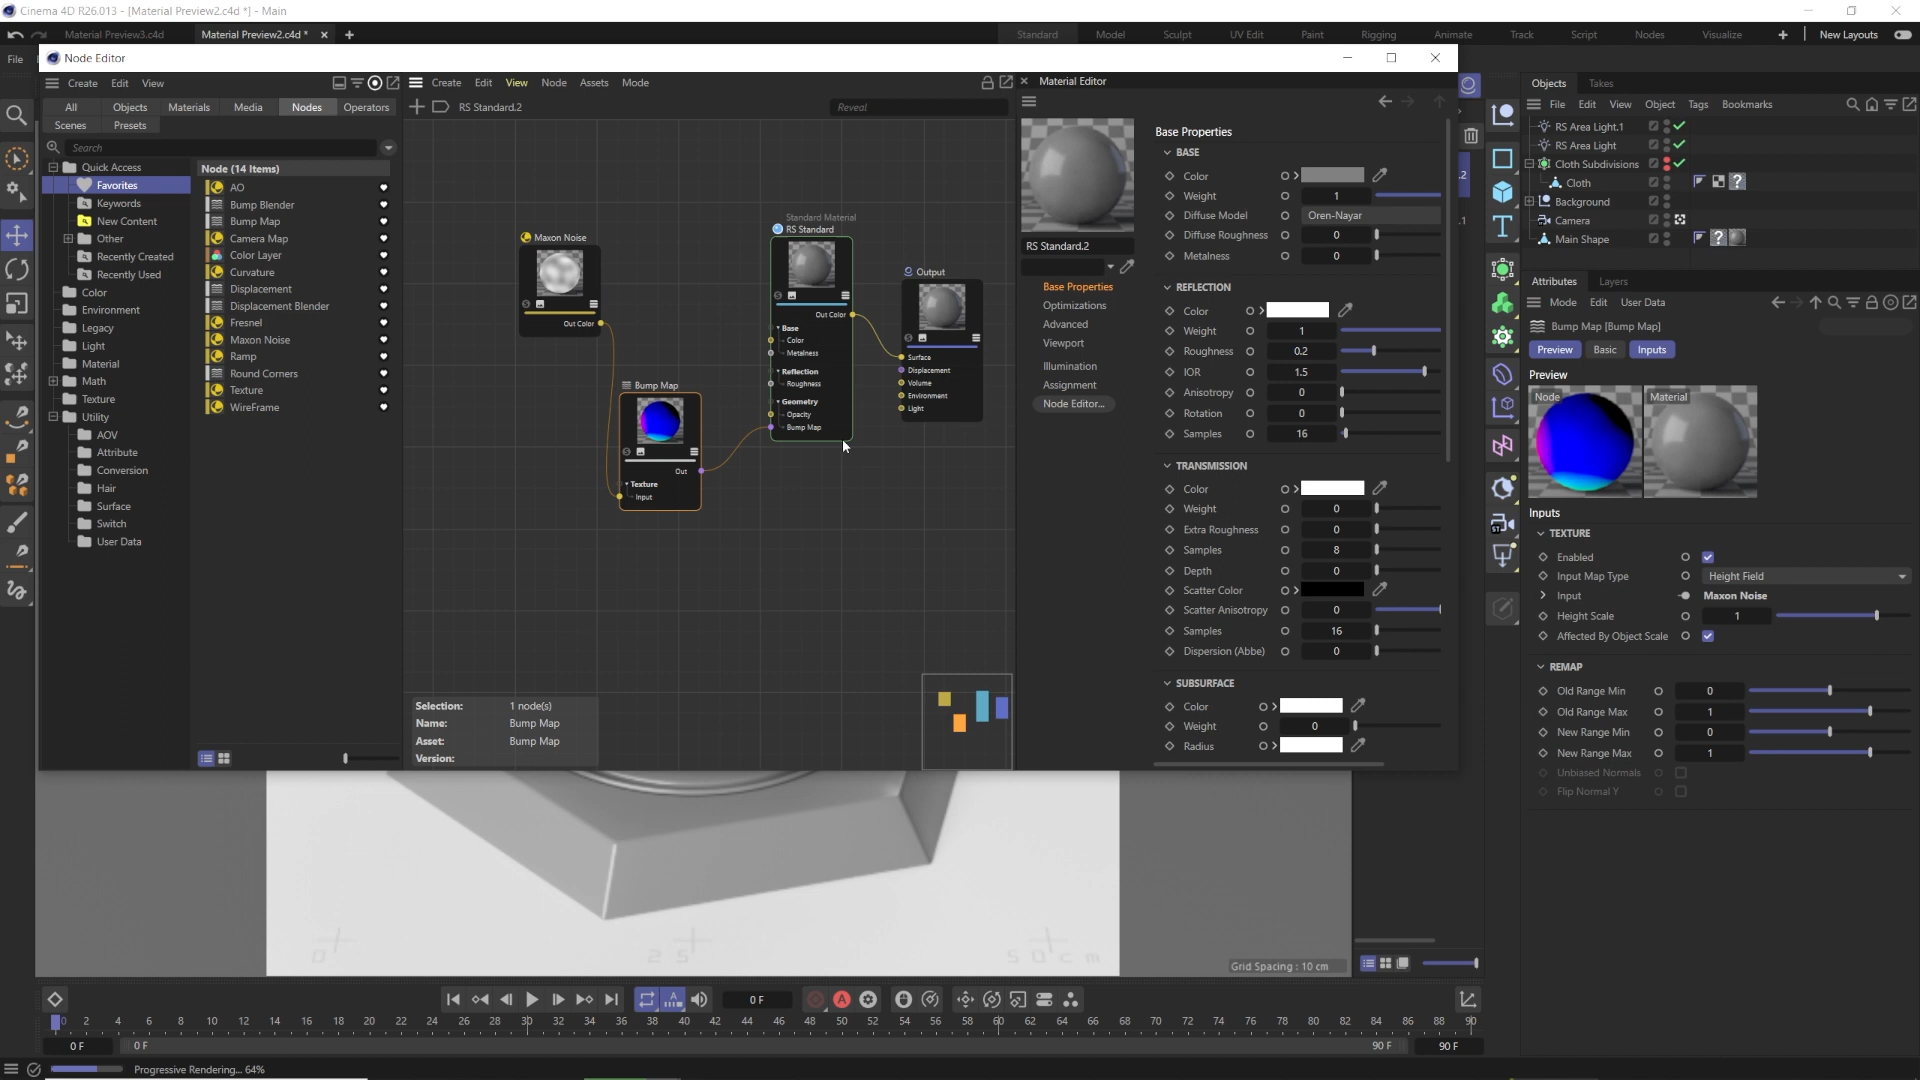 Cinema 4D R26.013 - [Material Preview2.c4d *] - Main
Material Preview3.c4d
Material Preview2.c4d *
Standard
Model
Sculpt
UV Edit
Paint
Rigging
Animate
Track
Script
Nodes
Visualize
New Layouts
File
Node Editor
Create Edit View
All Objects Materials Media Nodes Operators
Scenes Presets
Search
Quick Access
Favorites
Keywords
New Content
Other
Recently Created
Recently Used
Color
Environment
Legacy
Light
Material
Math
Texture
Utility
AOV
Attribute
Conversion
Hair
Surface
Switch
User Data
Node (14 Items)
AO
Bump Blender
Bump Map
Camera Map
Color Layer
Curvature
Displacement
Displacement Blender
Fresnel
Maxon Noise
Ramp
Round Corners
Texture
WireFrame
Create Edit View Node Assets Mode
RS Standard.2
Reveal
Maxon Noise
Out Color
Bump Map
Out
Texture
Input
Standard Material
RS Standard
Out Color
Base
Color
Metalness
Reflection
Roughness
Geometry
Opacity
Bump Map
Output
Surface
Displacement
Volume
Environment
Light
Selection: 1 node(s)
Name: Bump Map
Asset: Bump Map
Version:
Material Editor
RS Standard.2
Base Properties
Optimizations
Advanced
Viewport
Illumination
Assignment
Node Editor...
Base Properties
BASE
Color
Weight 1
Diffuse Model Oren-Nayar
Diffuse Roughness 0
Metalness 0
REFLECTION
Color
Weight 1
Roughness 0.2
IOR 1.5
Anisotropy 0
Rotation 0
Samples 16
TRANSMISSION
Color
Weight 0
Extra Roughness 0
Samples 8
Depth 0
Scatter Color
Scatter Anisotropy 0
Samples 16
Dispersion (Abbe) 0
SUBSURFACE
Color
Weight 0
Radius
.2
.1
Objects Takes
File Edit View Object Tags Bookmarks
RS Area Light.1
RS Area Light
Cloth Subdivisions
Cloth
Background
Camera
Main Shape
Attributes Layers
Mode Edit User Data
Bump Map [Bump Map]
Preview Basic Inputs
Preview
Node
Material
Inputs
TEXTURE
Enabled
Input Map Type Height Field
Input Maxon Noise
Height Scale 1
Affected By Object Scale
REMAP
Old Range Min 0
Old Range Max 1
New Range Min 0
New Range Max 1
Unbiased Normals
Flip Normal Y
0 25 50cm
Grid Spacing : 10 cm
0 F
0 2 4 6 8 10 12 14 16 18 20 22 24 26 28 30 32 34 36 38 40 42 44 46 48 50 52 54 56 58 60 62 64 66 68 70 72 74 76 78 80 82 84 86 88 90
0 F 0 F 90 F 90 F
Progressive Rendering... 64%